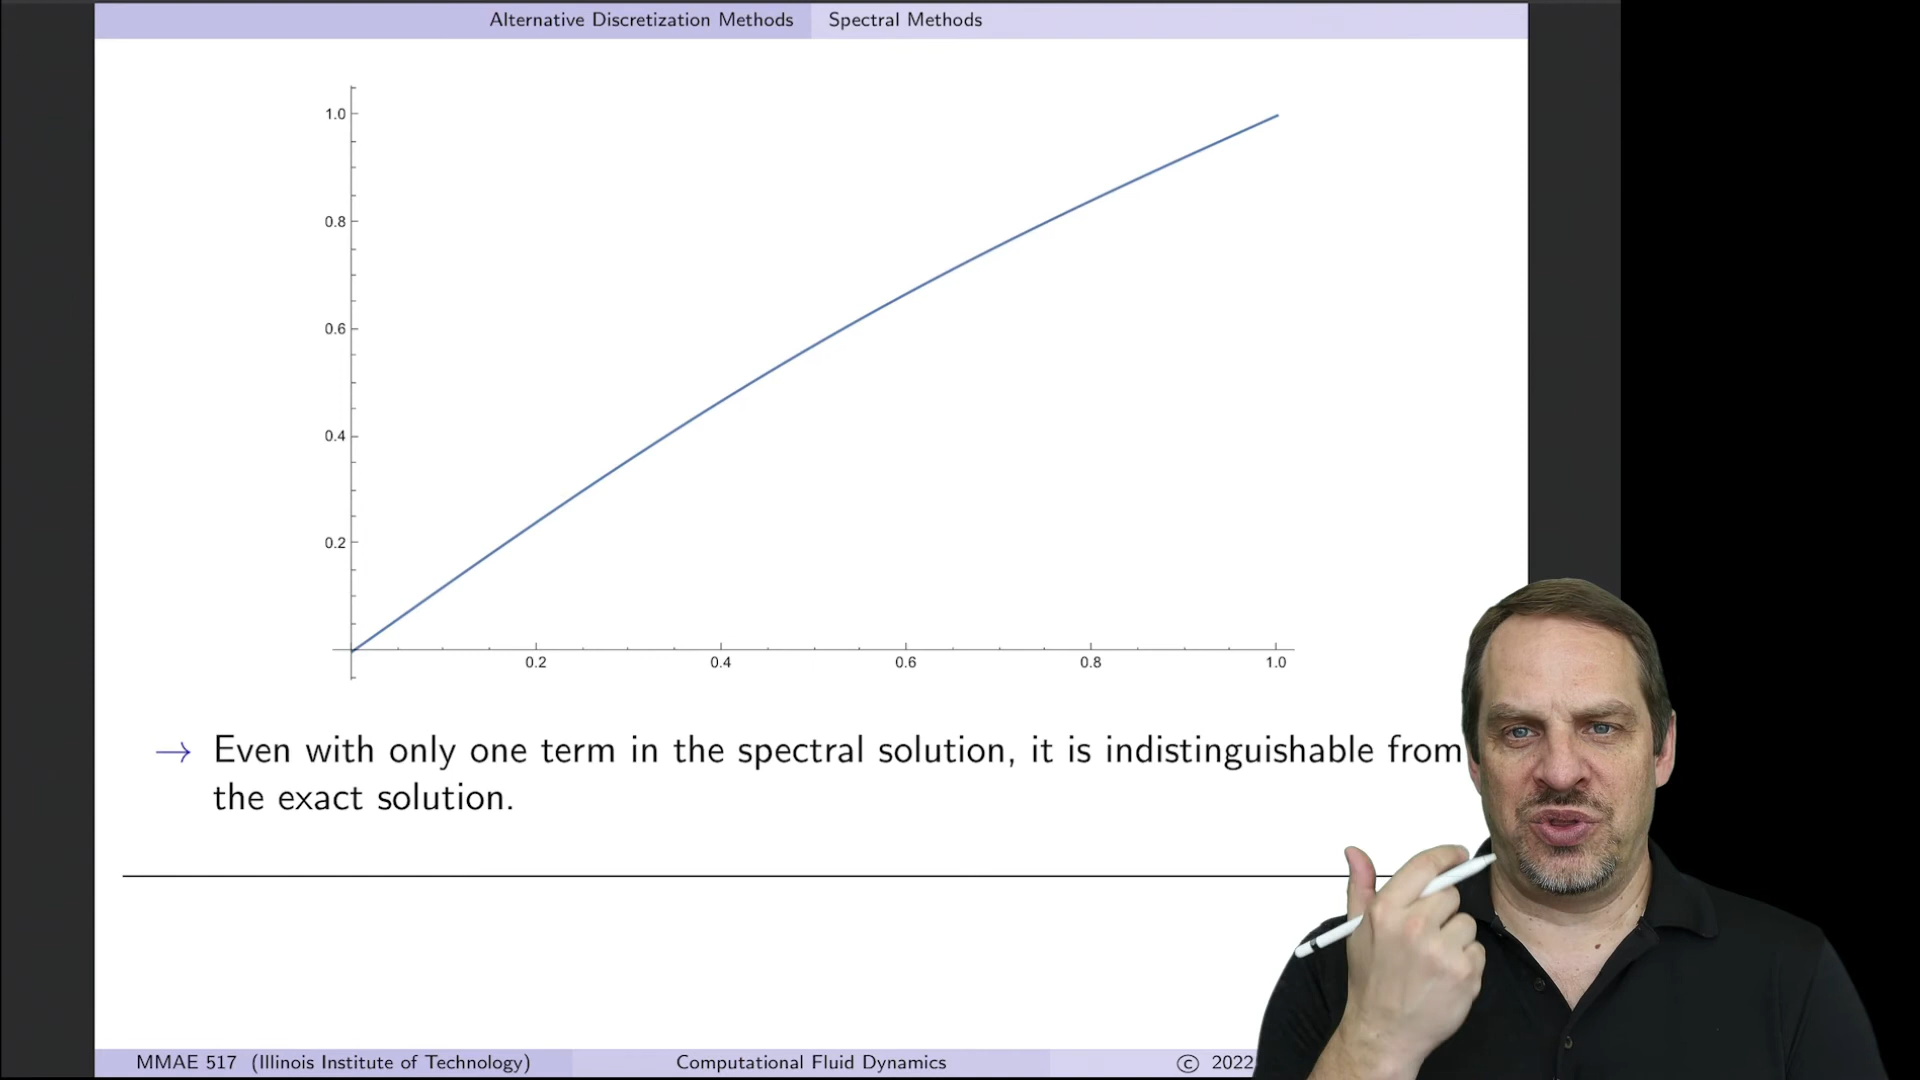 Alternative Discretization Methods Spectral Methods
1.0
0.8
0.6
0.4
0.2
0.2 0.4 0.6 0.8 1.0
→ Even with only one term in the spectral solution, it is indistinguishable from
the exact solution.
MMAE 517 (Illinois Institute of Technology) Computational Fluid Dynamics © 2022